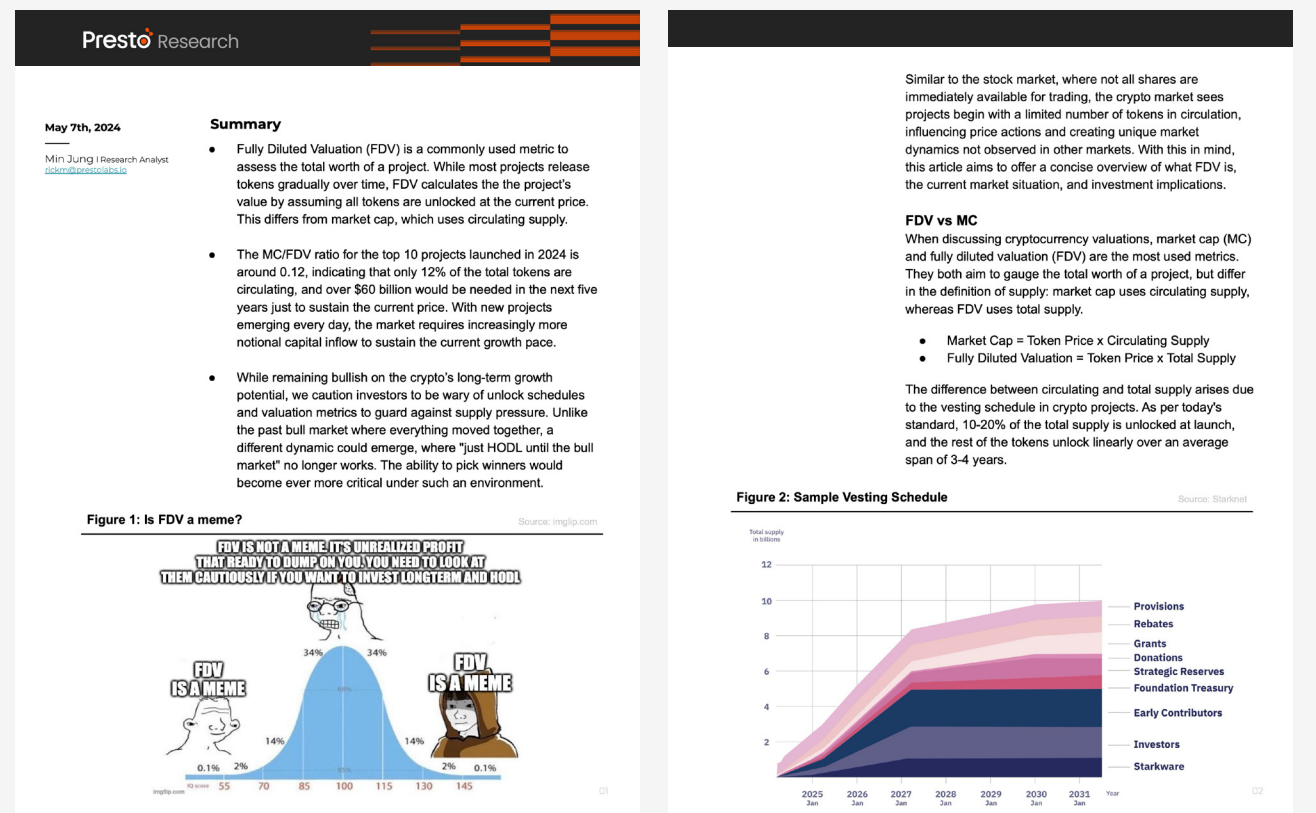 Presto Research
May 7th, 2024
Min Jung I Research Analyst
rickm@prestolabs.io
Summary
● Fully Diluted Valuation (FDV) is a commonly used metric to
assess the total worth of a project. While most projects release
tokens gradually over time, FDV calculates the the project's
value by assuming all tokens are unlocked at the current price.
This differs from market cap, which uses circulating supply.
● The MC/FDV ratio for the top 10 projects launched in 2024 is
around 0.12, indicating that only 12% of the total tokens are
circulating, and over $60 billion would be needed in the next five
years just to sustain the current price. With new projects
emerging every day, the market requires increasingly more
notional capital inflow to sustain the current growth pace.
● While remaining bullish on the crypto's long-term growth
potential, we caution investors to be wary of unlock schedules
and valuation metrics to guard against supply pressure. Unlike
the past bull market where everything moved together, a
different dynamic could emerge, where "just HODL until the bull
market" no longer works. The ability to pick winners would
become ever more critical under such an environment.
Figure 1: Is FDV a meme?
Source: imglip.com
FDV IS NOT A MEME. IT'S UNREALIZED PROFIT
THAT READY TO DUMP ON YOU. YOU NEED TO LOOK AT
THEM CAUTIOUSLY IF YOU WANT TO INVEST LONGTERM AND HODL
34% 34%
FDV
IS A MEME
FDV
IS A MEME
68%
14% 14%
95%
0.1% 2% 2% 0.1%
IQ score 55 70 85 100 115 130 145
imgflip.com
01
Similar to the stock market, where not all shares are
immediately available for trading, the crypto market sees
projects begin with a limited number of tokens in circulation,
influencing price actions and creating unique market
dynamics not observed in other markets. With this in mind,
this article aims to offer a concise overview of what FDV is,
the current market situation, and investment implications.
FDV vs MC
When discussing cryptocurrency valuations, market cap (MC)
and fully diluted valuation (FDV) are the most used metrics.
They both aim to gauge the total worth of a project, but differ
in the definition of supply: market cap uses circulating supply,
whereas FDV uses total supply.
● Market Cap = Token Price x Circulating Supply
● Fully Diluted Valuation = Token Price x Total Supply
The difference between circulating and total supply arises due
to the vesting schedule in crypto projects. As per today's
standard, 10-20% of the total supply is unlocked at launch,
and the rest of the tokens unlock linearly over an average
span of 3-4 years.
Figure 2: Sample Vesting Schedule
Source: Starknet
Total supply
in billions
12
10
8
6
4
2
Provisions
Rebates
Grants
Donations
Strategic Reserves
Foundation Treasury
Early Contributors
Investors
Starkware
2025 2026 2027 2028 2029 2030 2031 Year
Jan Jan Jan Jan Jan Jan Jan
02